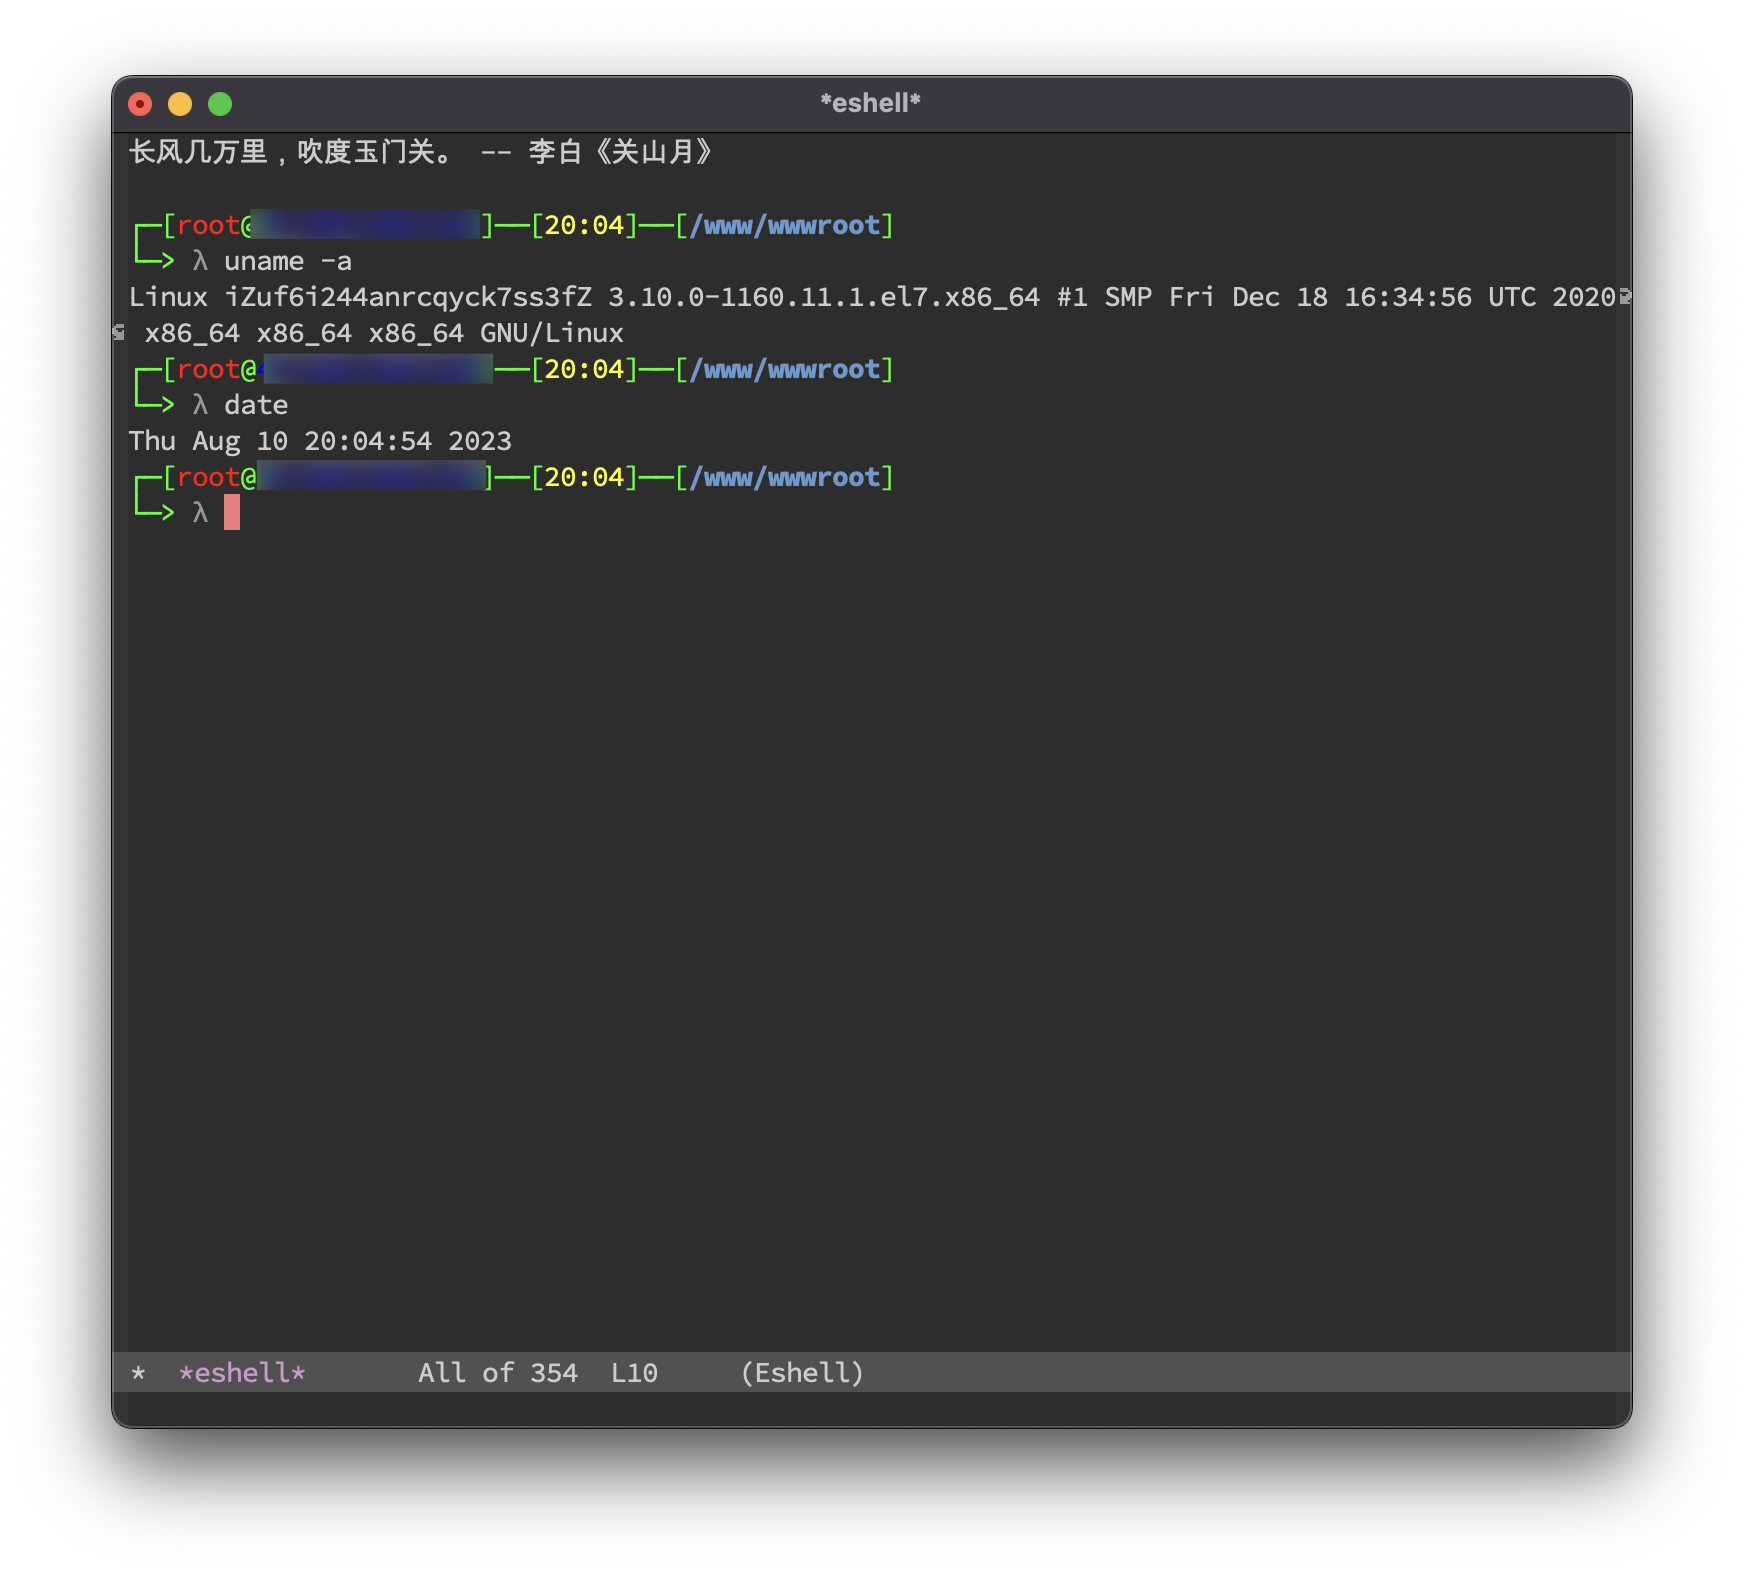 *eshell*
长风几万里，吹度玉门关。 -- 李白《关山月》
┌─[root@]──[20:04]──[/www/wwwroot]
└─> λ uname -a
Linux iZuf6i244anrcqyck7ss3fZ 3.10.0-1160.11.1.el7.x86_64 #1 SMP Fri Dec 18 16:34:56 UTC 2020
x86_64 x86_64 x86_64 GNU/Linux
┌─[root@──[20:04]──[/www/wwwroot]
└─> λ date
Thu Aug 10 20:04:54 2023
┌─[root@]──[20:04]──[/www/wwwroot]
└─> λ
* *eshell* All of 354 L10 (Eshell)